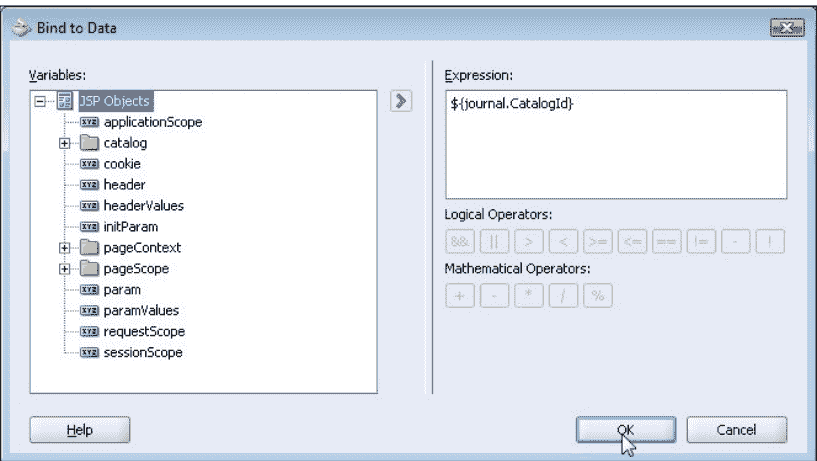 Bind to Data
Variables:
JSP Objects
applicationScope
catalog
cookie
header
headerValues
initParam
pageContext
pageScope
param
paramValues
requestScope
sessionScope
Expression:
${journal.CatalogId}
Logical Operators:
&& || > < >= <= == != - !
Mathematical Operators:
+ - * / %
Help OK Cancel